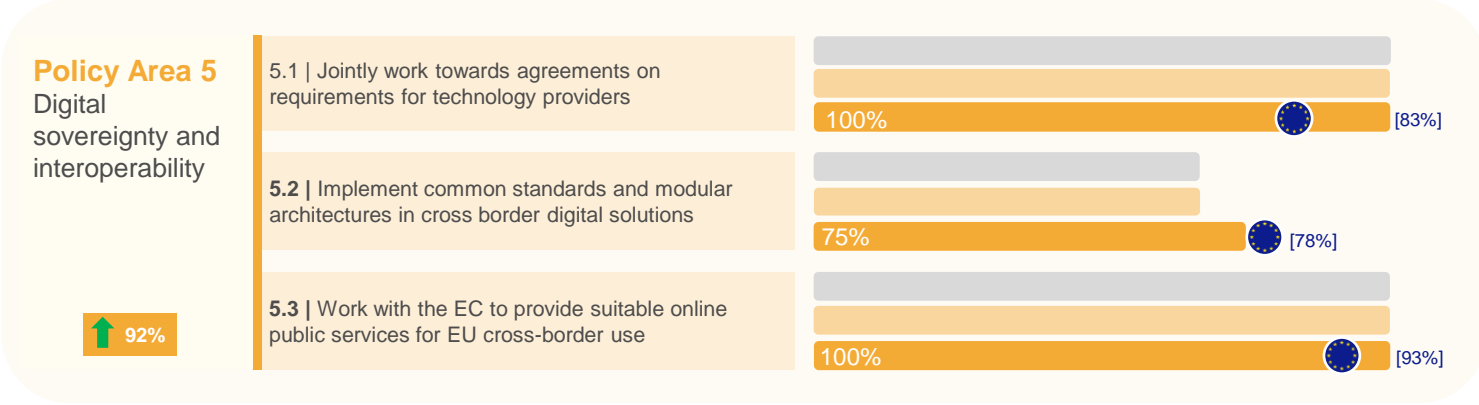 Policy Area 5
Digital
sovereignty and
interoperability
92%
5.1 | Jointly work towards agreements on
requirements for technology providers
100%
[83%]
5.2 | Implement common standards and modular
architectures in cross border digital solutions
75%
[78%]
5.3 | Work with the EC to provide suitable online
public services for EU cross-border use
100%
[93%]